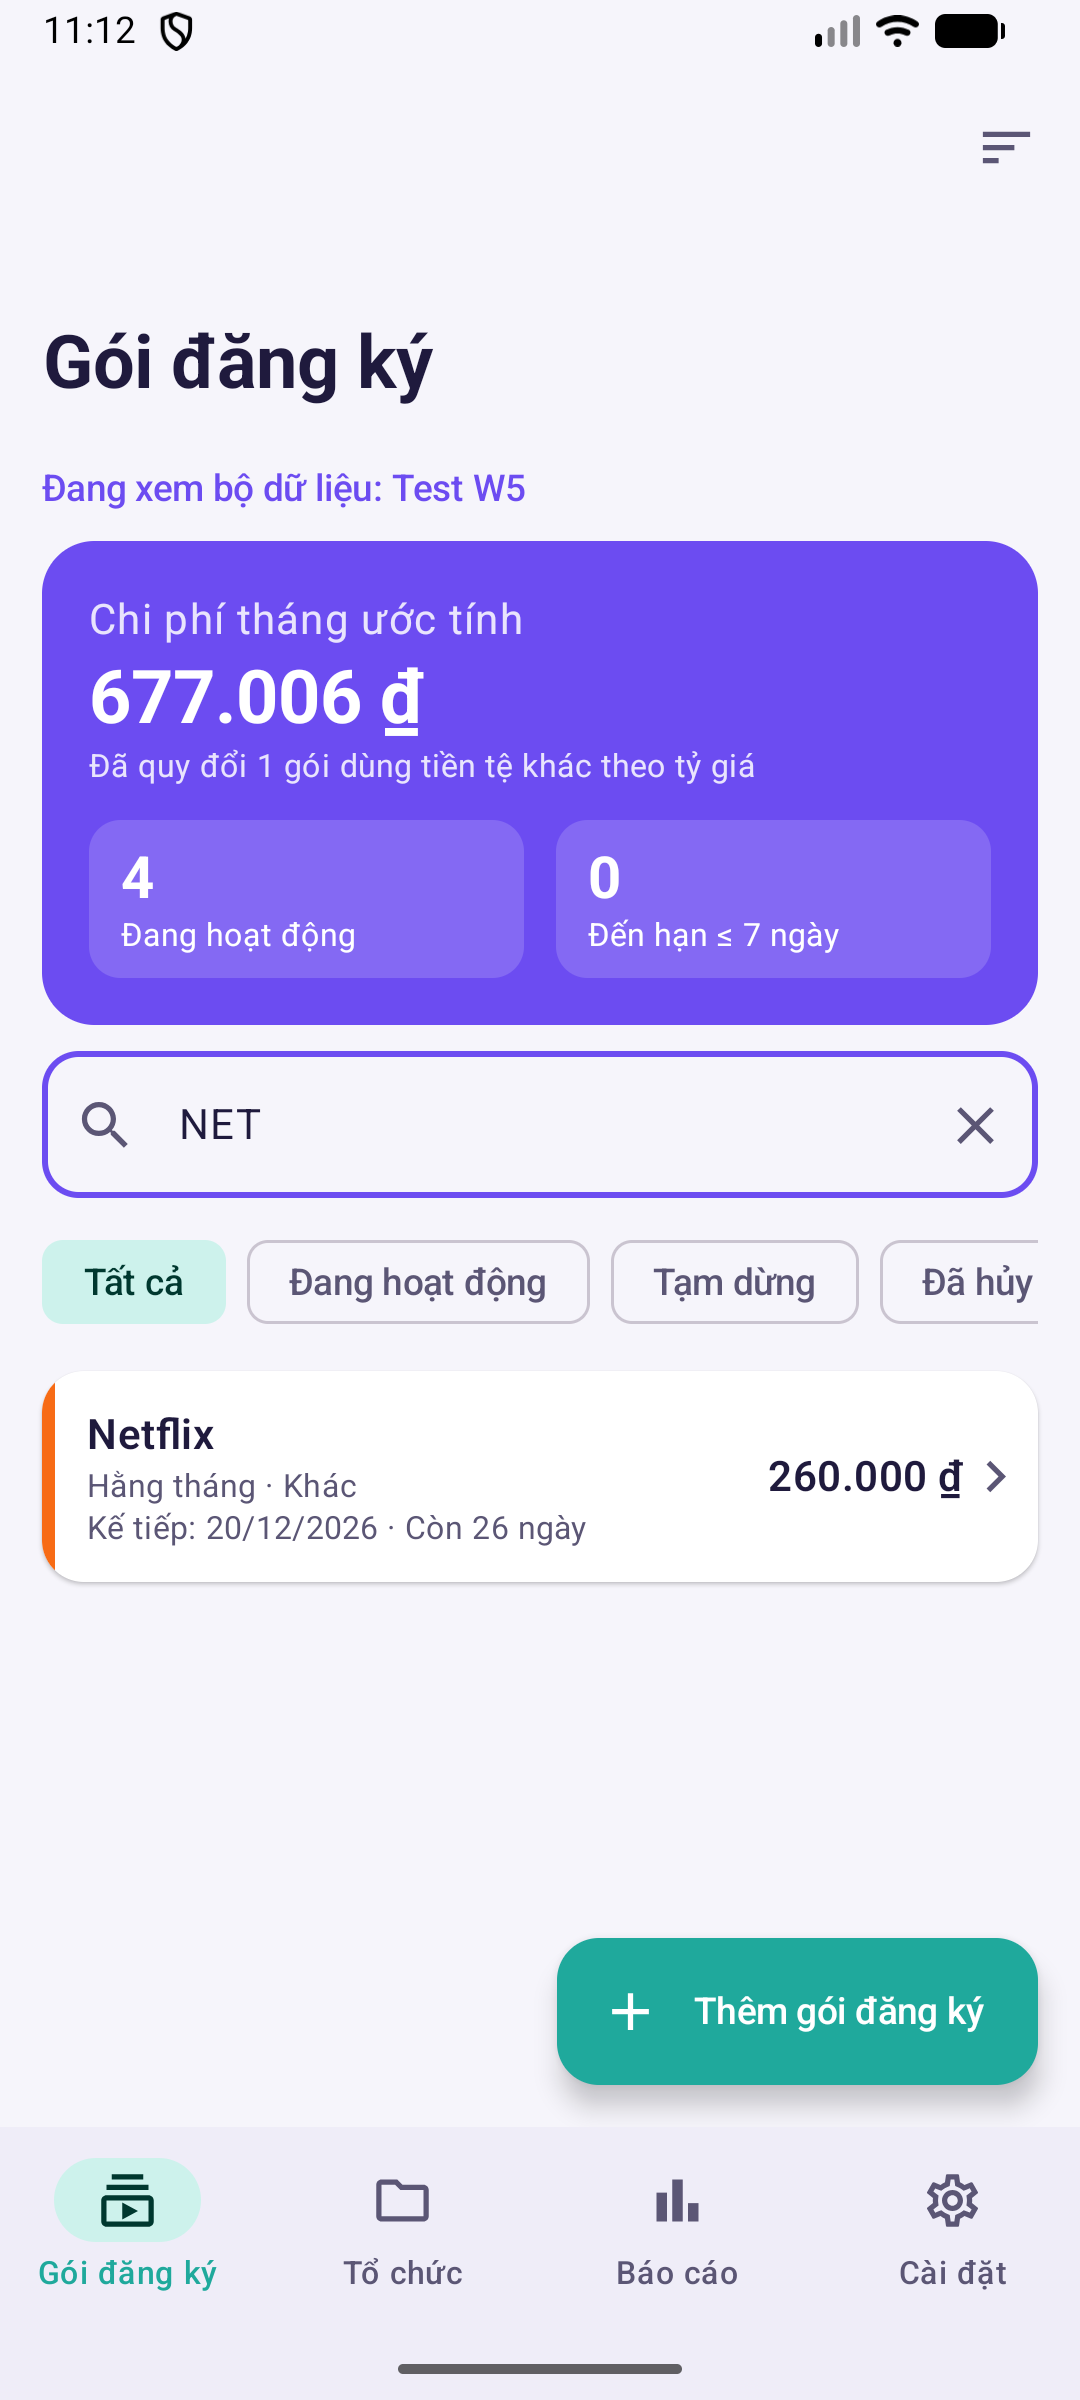 11:12
Gói đăng ký
Đang xem bộ dữ liệu: Test W5
Chi phí tháng ước tính
677.006 ₫
Đã quy đổi 1 gói dùng tiền tệ khác theo tỷ giá
4
Đang hoạt động
0
Đến hạn ≤ 7 ngày
NET
Tất cả
Đang hoạt động
Tạm dừng
Đã hủy
Netflix
Hằng tháng · Khác
260.000 ₫
Kế tiếp: 20/12/2026 · Còn 26 ngày
Thêm gói đăng ký
Gói đăng ký
Tổ chức
Báo cáo
Cài đặt